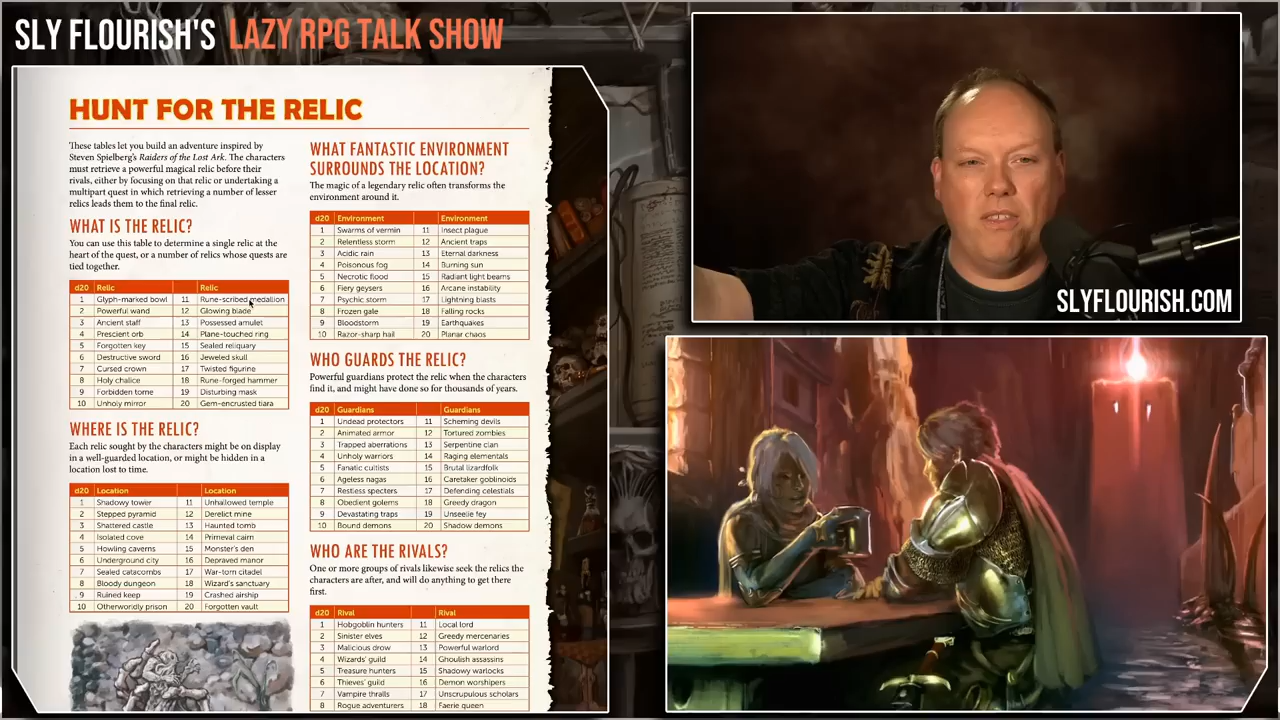 SLY FLOURISH'S LAZY RPG TALK SHOW
HUNT FOR THE RELIC
These tables let you build an adventure inspired by
Steven Spielberg's Raiders of the Lost Ark. The characters
must retrieve a powerful magical relic before their
rivals, either by focusing on that relic or undertaking a
multipart quest in which retrieving a number of lesser
relics leads them to the final relic.
WHAT IS THE RELIC?
You can use this table to determine a single relic at the
heart of the quest, or a number of relics whose quests are
tied together.
d20 Relic Relic
1 Glyph-marked bowl 11 Rune-scribed medallion
2 Powerful wand 12 Glowing blade
3 Ancient staff 13 Possessed amulet
4 Prescient orb 14 Plane-touched ring
5 Forgotten key 15 Sealed reliquary
6 Destructive sword 16 Jeweled skull
7 Cursed crown 17 Twisted figurine
8 Holy chalice 18 Rune-forged hammer
9 Forbidden tome 19 Disturbing mask
10 Unholy mirror 20 Gem-encrusted tiara
WHERE IS THE RELIC?
Each relic sought by the characters might be on display
in a well-guarded location, or might be hidden in a
location lost to time.
d20 Location Location
1 Shadowy tower 11 Unhallowed temple
2 Stepped pyramid 12 Derelict mine
3 Shattered castle 13 Haunted tomb
4 Isolated cove 14 Primeval cairn
5 Howling caverns 15 Monster's den
6 Underground city 16 Depraved manor
7 Sealed catacombs 17 War-torn citadel
8 Bloody dungeon 18 Wizard's sanctuary
9 Ruined keep 19 Crashed airship
10 Otherworldly prison 20 Forgotten vault
WHAT FANTASTIC ENVIRONMENT
SURROUNDS THE LOCATION?
The magic of a legendary relic often transforms the
environment around it.
d20 Environment Environment
1 Swarms of vermin 11 Insect plague
2 Relentless storm 12 Ancient traps
3 Acidic rain 13 Eternal darkness
4 Poisonous fog 14 Burning sun
5 Necrotic flood 15 Radiant light beams
6 Fiery geysers 16 Arcane instability
7 Psychic storm 17 Lightning blasts
8 Frozen gale 18 Falling rocks
9 Bloodstorm 19 Earthquakes
10 Razor-sharp hail 20 Planar chaos
WHO GUARDS THE RELIC?
Powerful guardians protect the relic when the characters
find it, and might have done so for thousands of years.
d20 Guardians Guardians
1 Undead protectors 11 Scheming devils
2 Animated armor 12 Tortured zombies
3 Trapped aberrations 13 Serpentine clan
4 Unholy warriors 14 Raging elementals
5 Fanatic cultists 15 Brutal lizardfolk
6 Ageless nagas 16 Caretaker goblinoids
7 Restless specters 17 Defending celestials
8 Obedient golems 18 Greedy dragon
9 Devastating traps 19 Unseelie fey
10 Bound demons 20 Shadow demons
WHO ARE THE RIVALS?
One or more groups of rivals likewise seek the relics the
characters are after, and will do anything to get there
first.
d20 Rival Rival
1 Hobgoblin hunters 11 Local lord
2 Sinister elves 12 Greedy mercenaries
3 Malicious drow 13 Powerful warlord
4 Wizards' guild 14 Ghoulish assassins
5 Treasure hunters 15 Shadowy warlocks
6 Thieves' guild 16 Demon worshipers
7 Vampire thralls 17 Unscrupulous scholars
8 Rogue adventurers 18 Faerie queen
SLYFLOURISH.COM